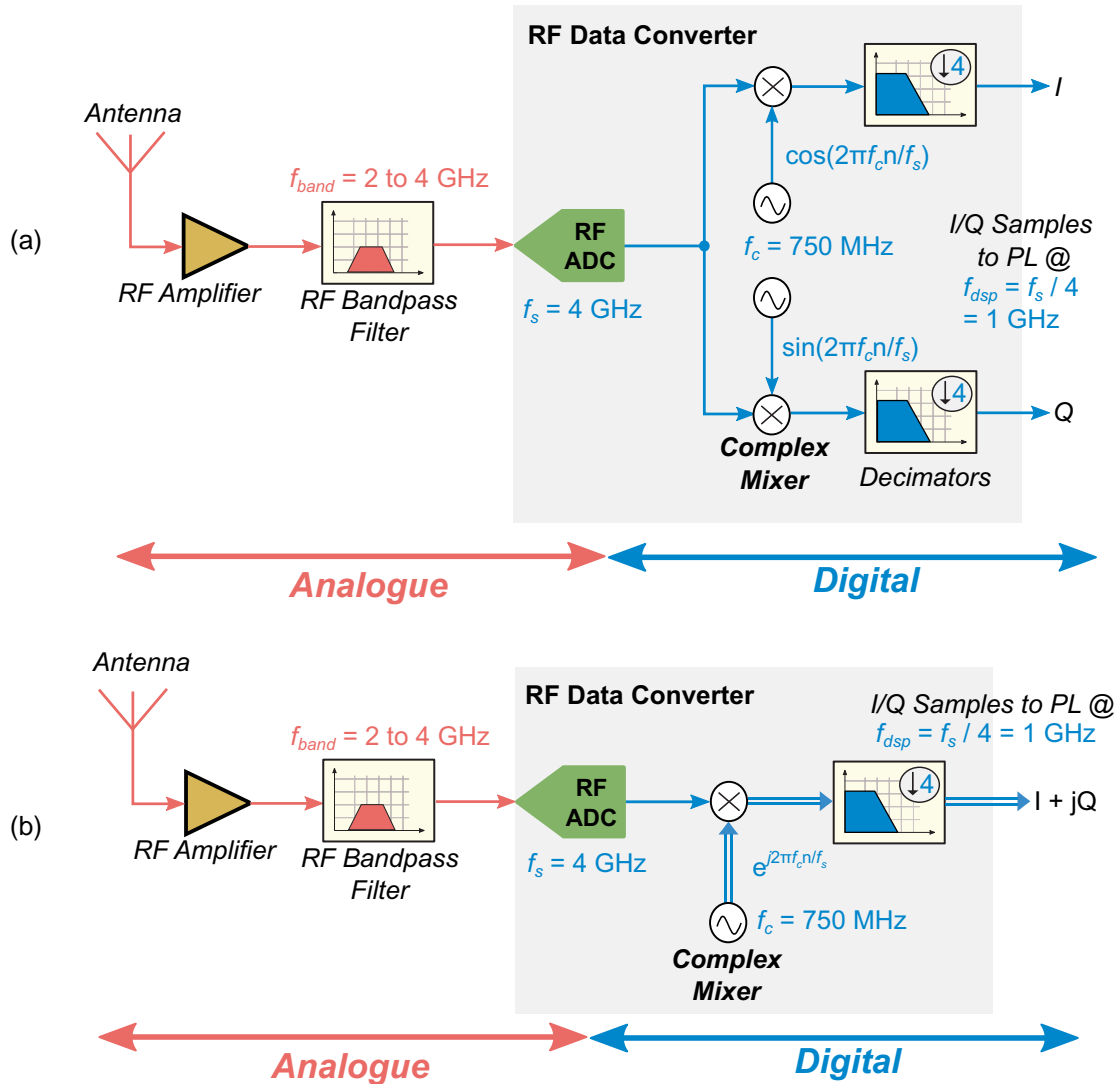 (a)
RF Data Converter
Antenna
f_band = 2 to 4 GHz
RF Amplifier
RF Bandpass
Filter
RF
ADC
f_s = 4 GHz
cos(2πf_cn/f_s)
f_c = 750 MHz
sin(2πf_cn/f_s)
Complex
Mixer
↓4
↓4
Decimators
I
I/Q Samples
to PL @
f_dsp = f_s / 4
= 1 GHz
Q
Analogue
Digital
(b)
RF Data Converter
Antenna
f_band = 2 to 4 GHz
RF Amplifier
RF Bandpass
Filter
RF
ADC
f_s = 4 GHz
e^j2πf_cn/f_s
f_c = 750 MHz
Complex
Mixer
I/Q Samples to PL @
f_dsp = f_s / 4 = 1 GHz
↓4
I + jQ
Analogue
Digital